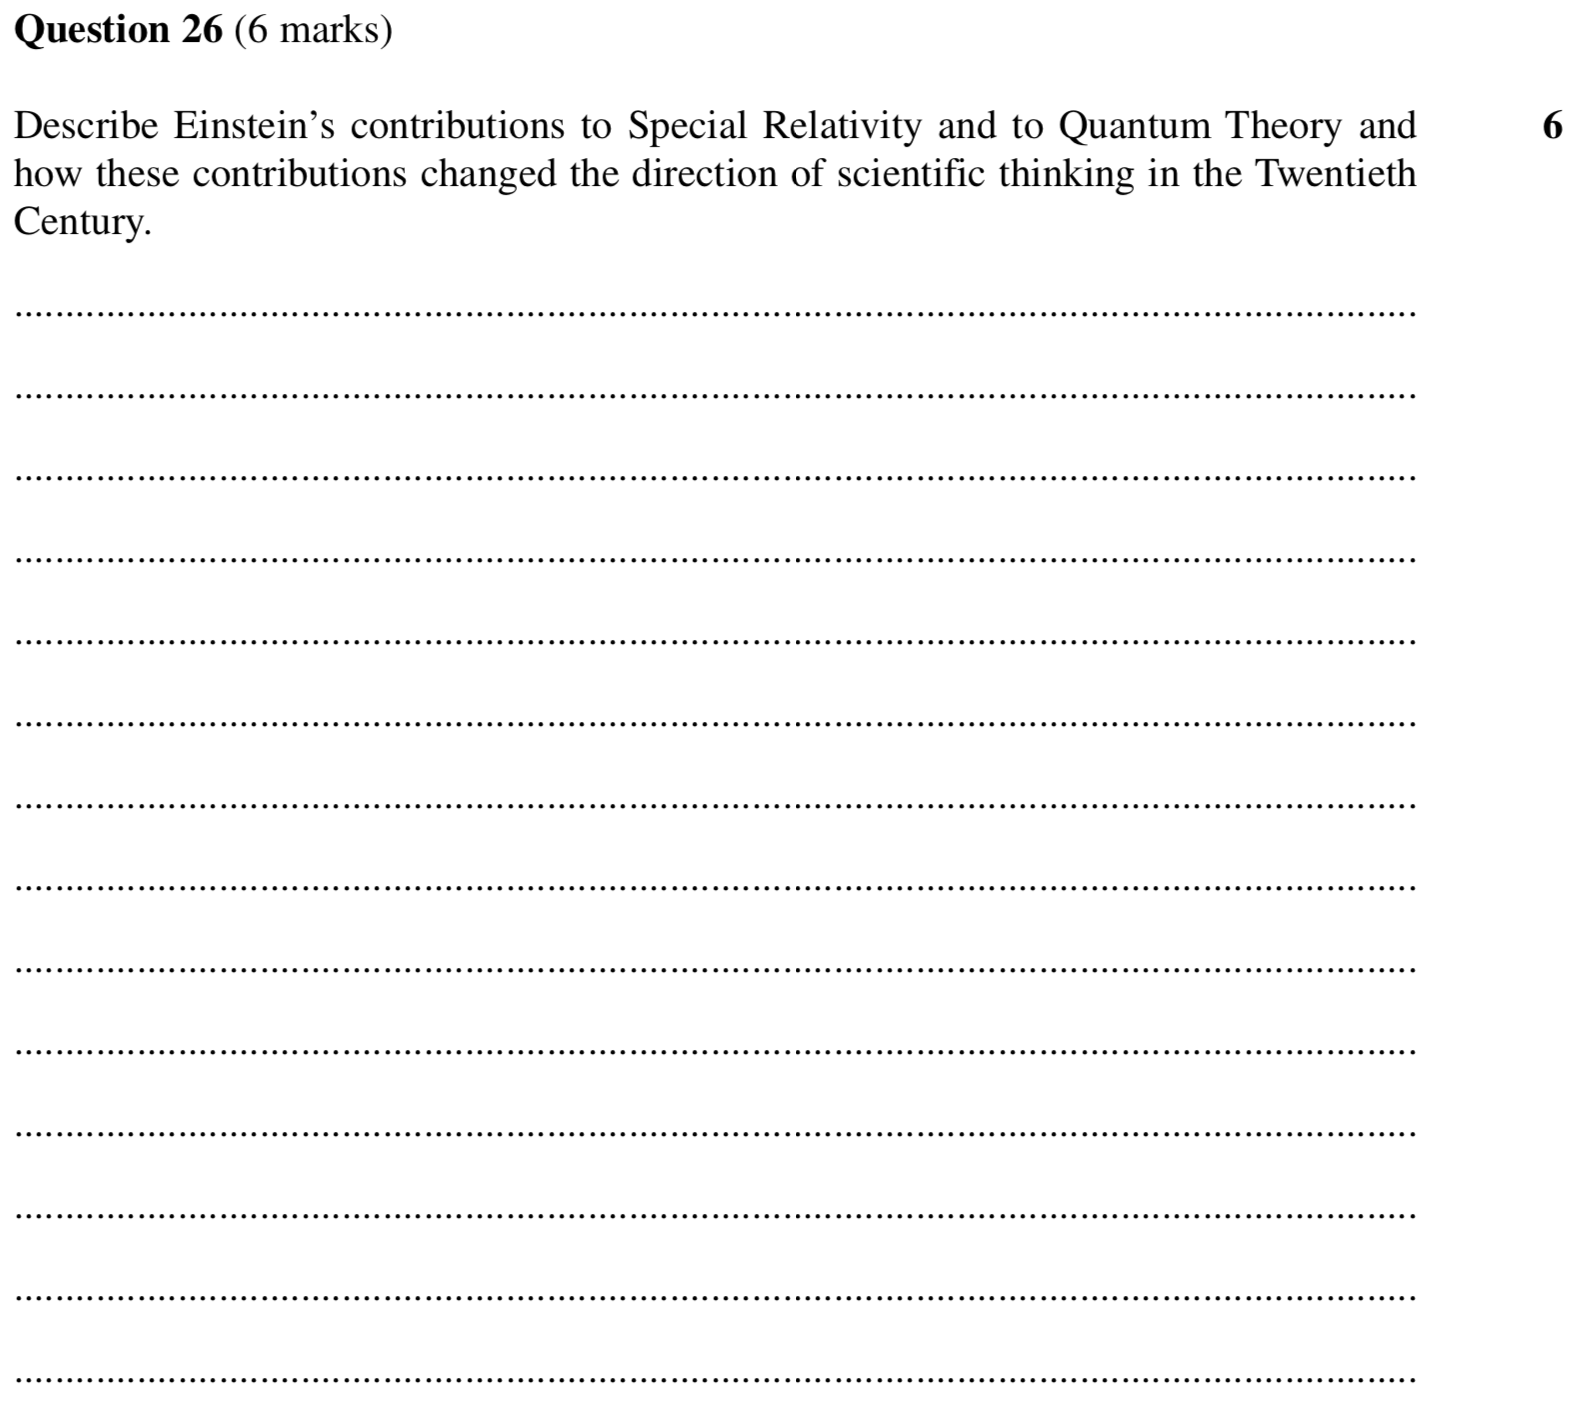 Question 26 (6 marks)
Describe Einstein's contributions to Special Relativity and to Quantum Theory and 6
how these contributions changed the direction of scientific thinking in the Twentieth
Century.